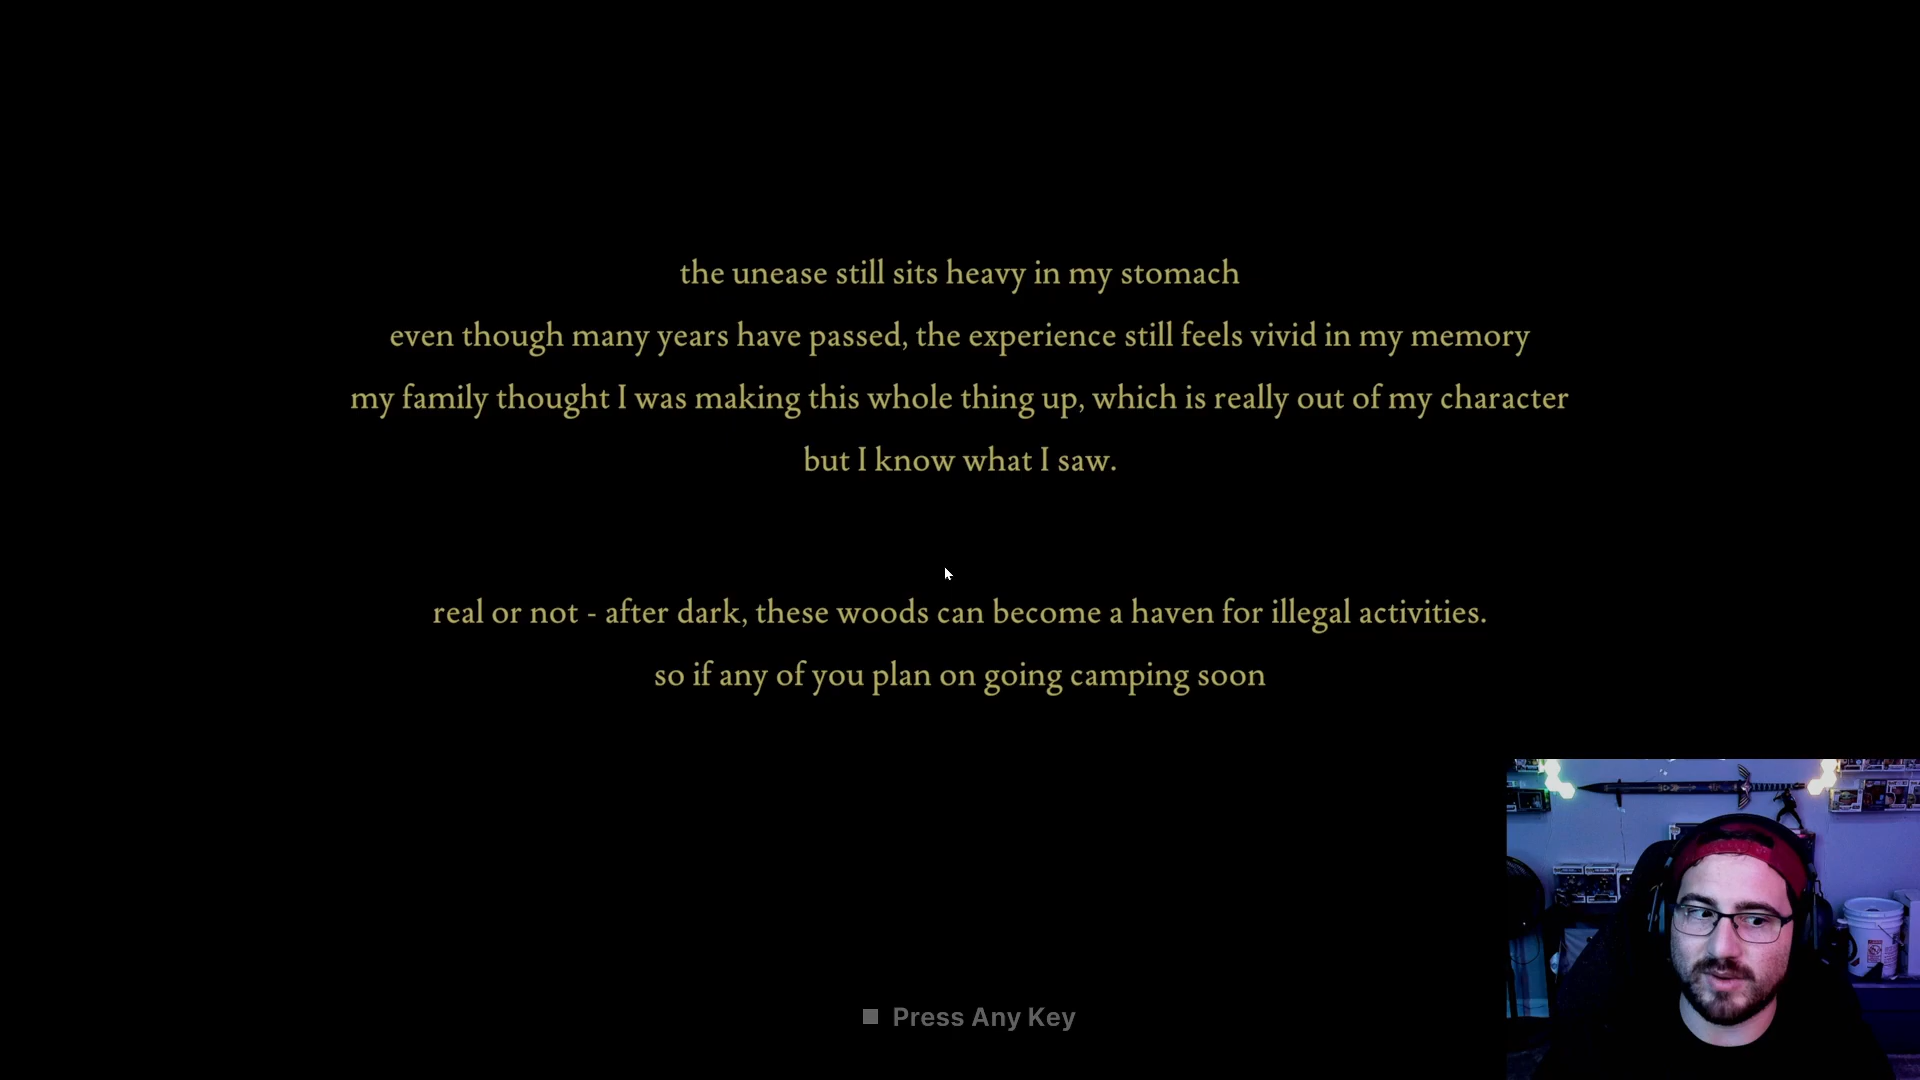 the unease still sits heavy in my stomach
even though many years have passed, the experience still feels vivid in my memory
my family thought I was making this whole thing up, which is really out of my character
but I know what I saw.
real or not - after dark, these woods can become a haven for illegal activities.
so if any of you plan on going camping soon
Press Any Key